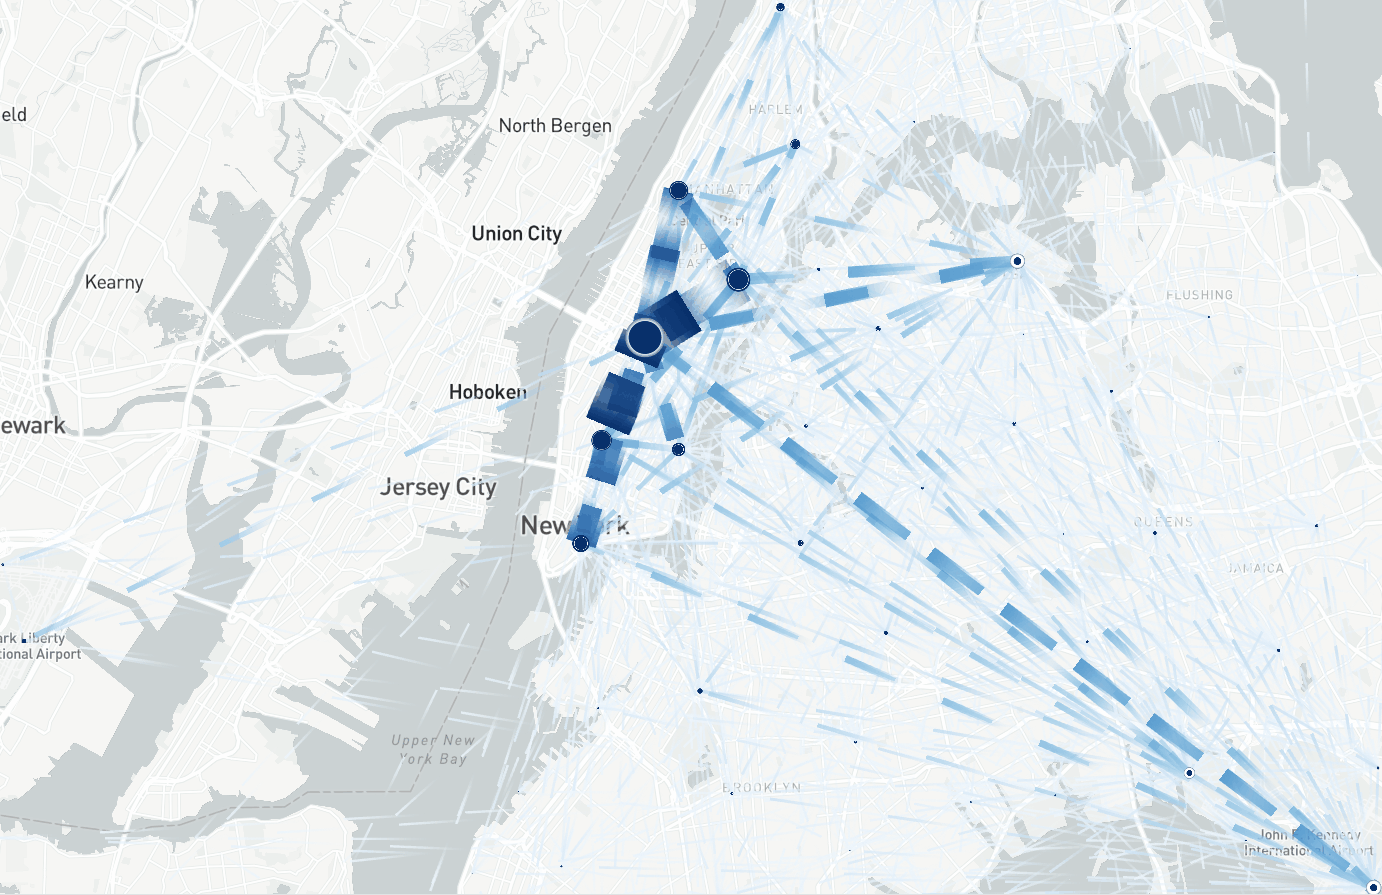 eld
North Bergen
HARLEM
MANHATTAN
Union City
Kearny
FLUSHING
Hoboken
ewark
Jersey City
New York
QUEENS
JAMAICA
ark Liberty
tional Airport
Upper New
York Bay
BROOKLYN
John F. Kennedy
International Airport